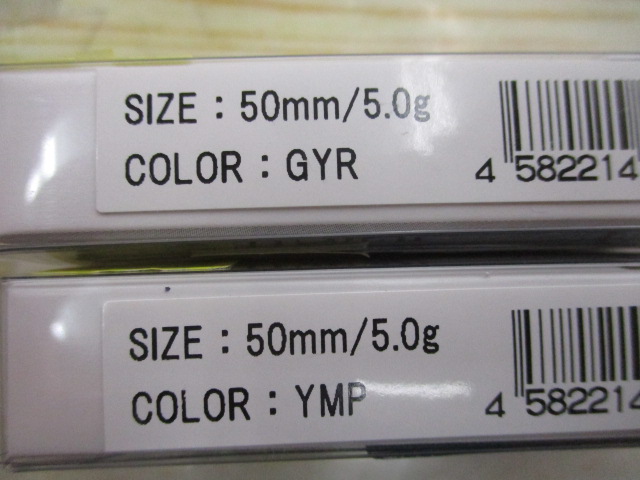 SIZE : 50mm/5.0g
COLOR : GYR
4 582214
SIZE : 50mm/5.0g
COLOR : YMP
4 582214